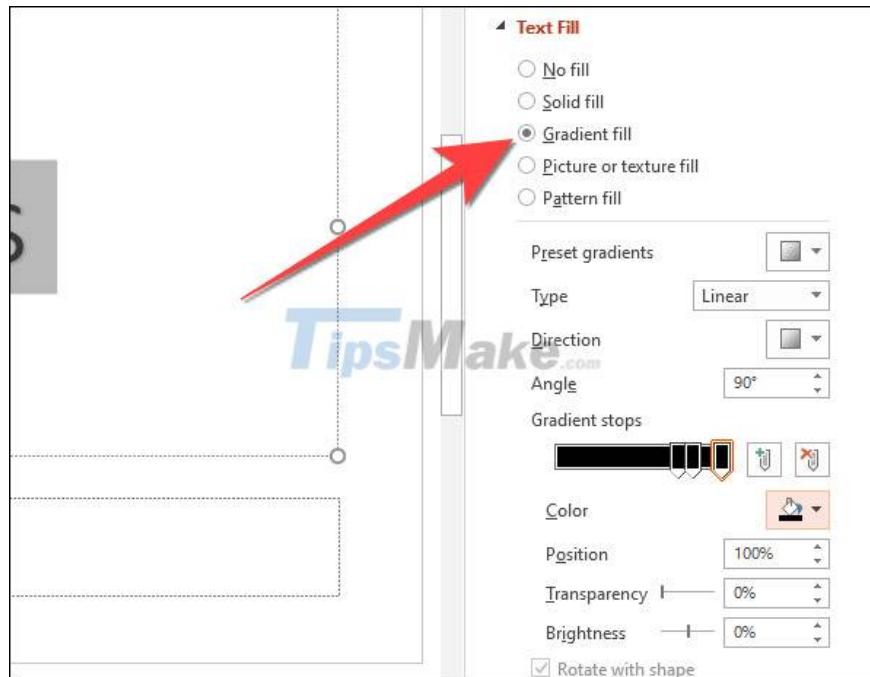 Text Fill
No fill
Solid fill
Gradient fill
Picture or texture fill
Pattern fill
Preset gradients
Type Linear
Direction
Angle 90°
Gradient stops
Color
Position 100%
Transparency 0%
Brightness 0%
Rotate with shape
s
TipsMake.com